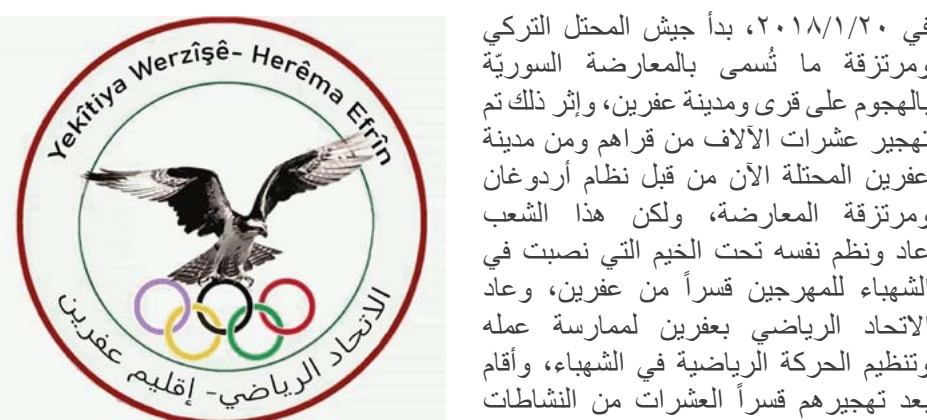 Yekîtiya Werzîşê- Herêma Efrîn
الاتحاد الرياضي- إقليم عفرين
في ٢٠١٨/١/٢٠، بدأ جيش المحتل التركي
ومرتزقة ما تُسمى بالمعارضة السوريّة
بالهجوم على قرى ومدينة عفرين، وإثر ذلك تم
تهجير عشرات الآلاف من قراهم ومن مدينة
عفرين المحتلة الآن من قبل نظام أردوغان
ومرتزقة المعارضة، ولكن هذا الشعب
عاد ونظم نفسه تحت الخيم التي نصبت في
الشهباء للمهرجين قسراً من عفرين، وعاد
الاتحاد الرياضي بعفرين لممارسة عمله
وتنظيم الحركة الرياضية في الشهباء، وأقام
بعد تهجيرهم قسراً العشرات من النشاطات